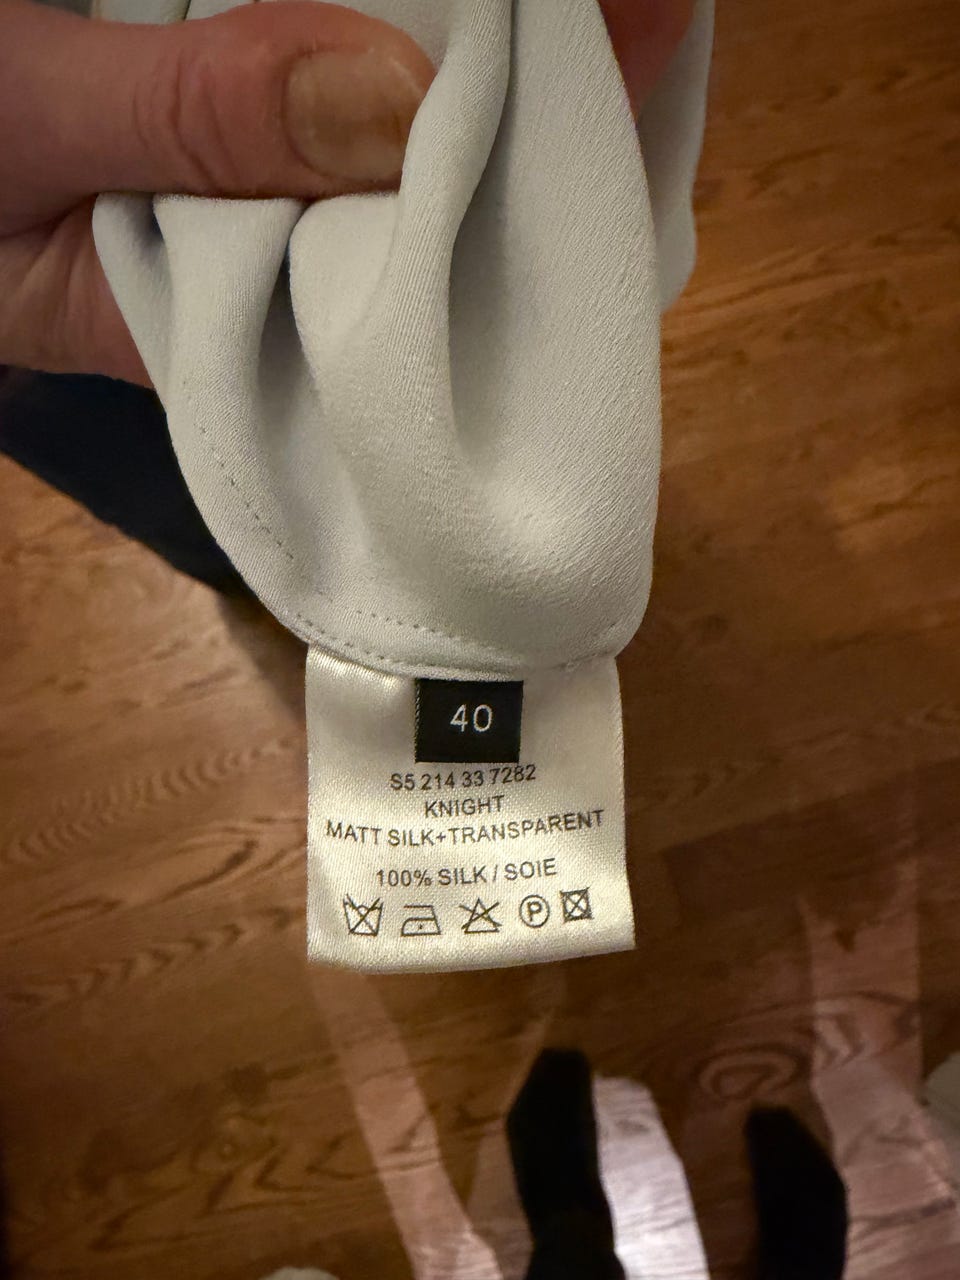 40
S5 214 33 7282
KNIGHT
MATT SILK+TRANSPARENT
100% SILK / SOIE
P